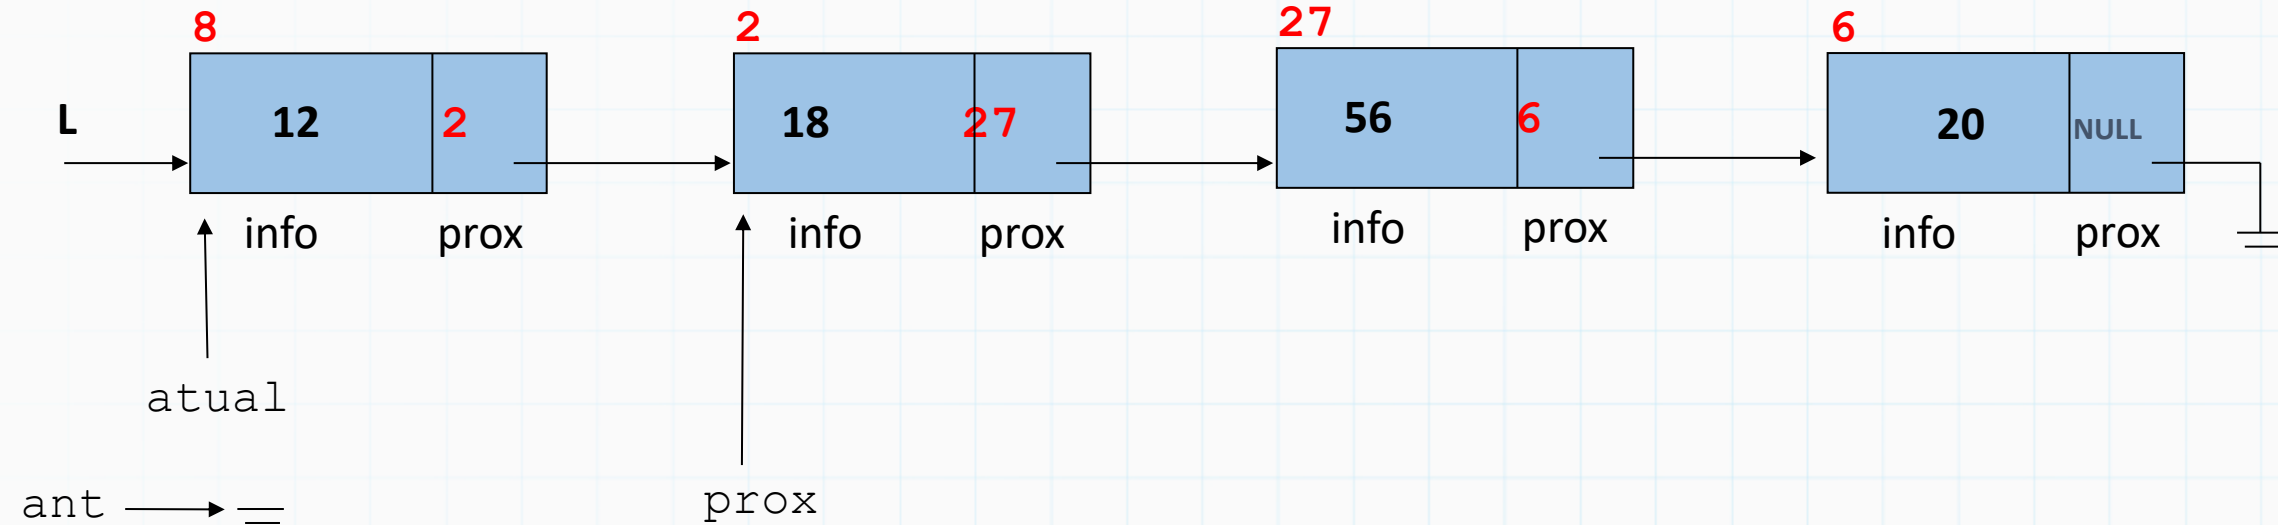 8 2 27 6
L 12 2 18 27 56 6 20 NULL
info prox info prox info prox info prox
atual
ant prox